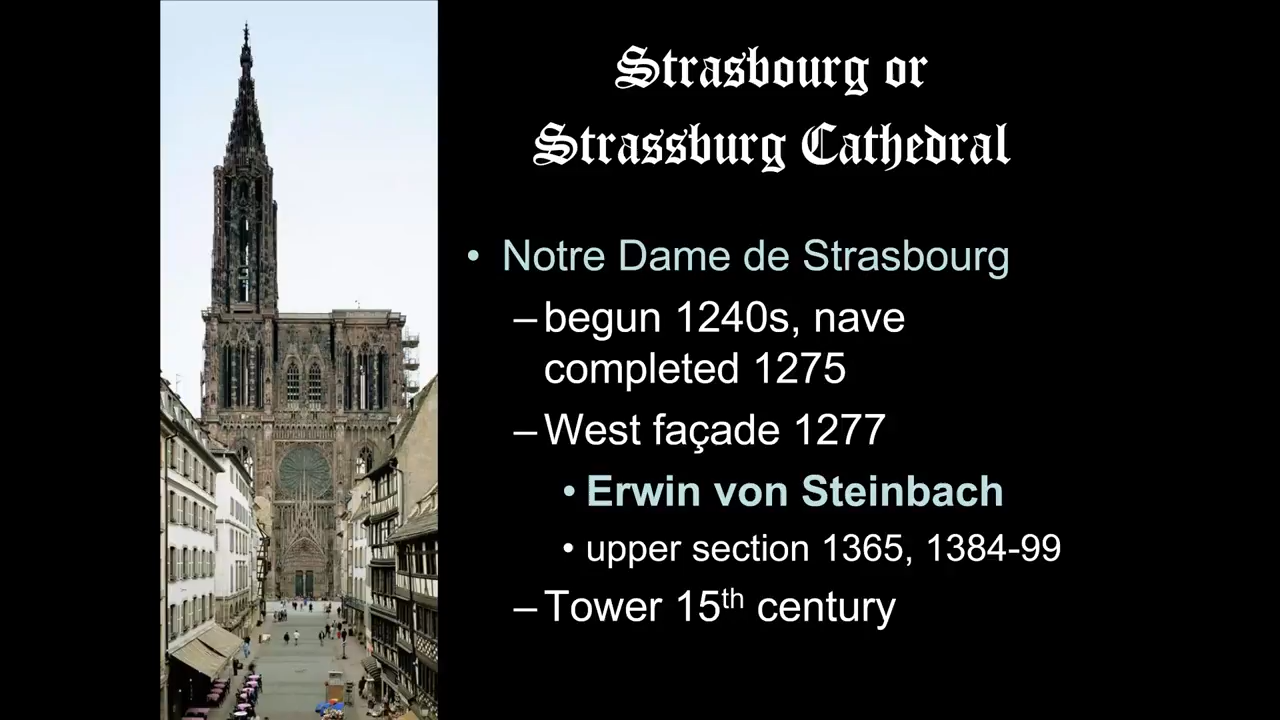 Strasbourg or
Strassburg Cathedral
• Notre Dame de Strasbourg
– begun 1240s, nave
completed 1275
– West façade 1277
• Erwin von Steinbach
• upper section 1365, 1384-99
– Tower 15th century